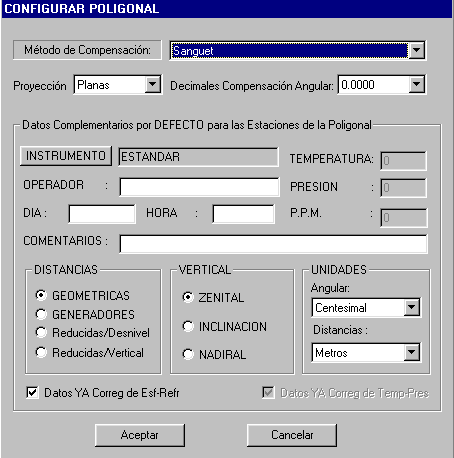 CONFIGURAR POLIGONAL
Método de Compensación: Sanguet
Proyección Planas Decimales Compensación Angular: 0.0000
Datos Complementarios por DEFECTO para las Estaciones de la Poligonal
INSTRUMENTO ESTANDAR TEMPERATURA: 0
OPERADOR : PRESION : 0
DIA : HORA : P.P.M. : 0
COMENTARIOS :
DISTANCIAS
GEOMETRICAS
GENERADORES
Reducidas/Desnivel
Reducidas/Vertical
VERTICAL
ZENITAL
INCLINACION
NADIRAL
UNIDADES
Angular:
Centesimal
Distancias :
Metros
Datos YA Correg de Esf-Refr Datos YA Correg de Temp-Pres
Aceptar Cancelar